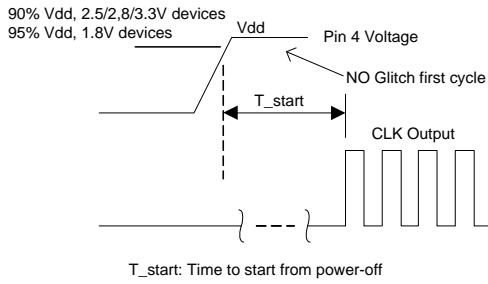 90% Vdd, 2.5/2,8/3.3V devices
95% Vdd, 1.8V devices
Vdd
Pin 4 Voltage
NO Glitch first cycle
T_start
CLK Output
T_start: Time to start from power-off